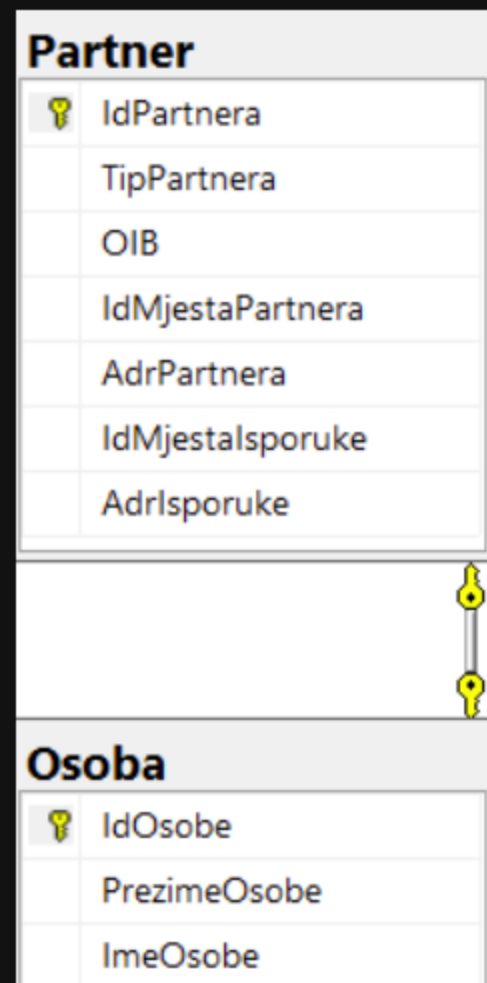 Partner
IdPartnera
TipPartnera
OIB
IdMjestaPartnera
AdrPartnera
IdMjestaIsporuke
AdrIsporuke
Osoba
IdOsobe
PrezimeOsobe
ImeOsobe